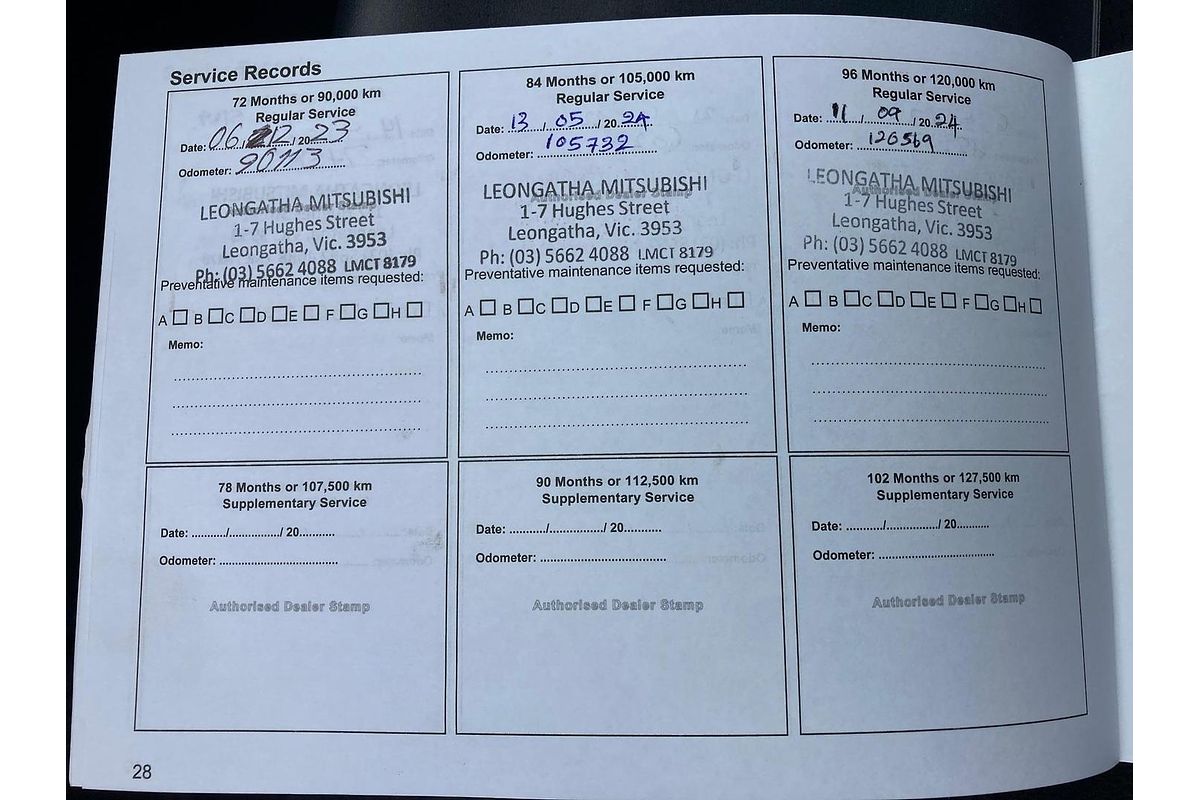 Service Records
72 Months or 90,000 km
Regular Service
Date: 06/12/2023
Odometer: 90113
LEONGATHA MITSUBISHI
1-7 Hughes Street
Leongatha, Vic. 3953
Ph: (03) 5662 4088 LMCT 8179
Preventative maintenance items requested:
A □ B □ C □ D □ E □ F □ G □ H □
Memo:
84 Months or 105,000 km
Regular Service
Date: 13/05/2024
Odometer: 105732
Authorised Dealer Stamp
LEONGATHA MITSUBISHI
1-7 Hughes Street
Leongatha, Vic. 3953
Ph: (03) 5662 4088 LMCT 8179
Preventative maintenance items requested:
A □ B □ C □ D □ E □ F □ G □ H □
Memo:
96 Months or 120,000 km
Regular Service
Date: 11/09/2024
Odometer: 120569
Authorised Dealer Stamp
LEONGATHA MITSUBISHI
1-7 Hughes Street
Leongatha, Vic. 3953
Ph: (03) 5662 4088 LMCT 8179
Preventative maintenance items requested:
A □ B □ C □ D □ E □ F □ G □ H □
Memo:
78 Months or 107,500 km
Supplementary Service
Date: ........../................/ 20...........
Odometer: ..................................
Authorised Dealer Stamp
90 Months or 112,500 km
Supplementary Service
Date: ........../................/ 20...........
Odometer: ..................................
Authorised Dealer Stamp
102 Months or 127,500 km
Supplementary Service
Date: ........../................/ 20...........
Odometer: ..................................
Authorised Dealer Stamp
28